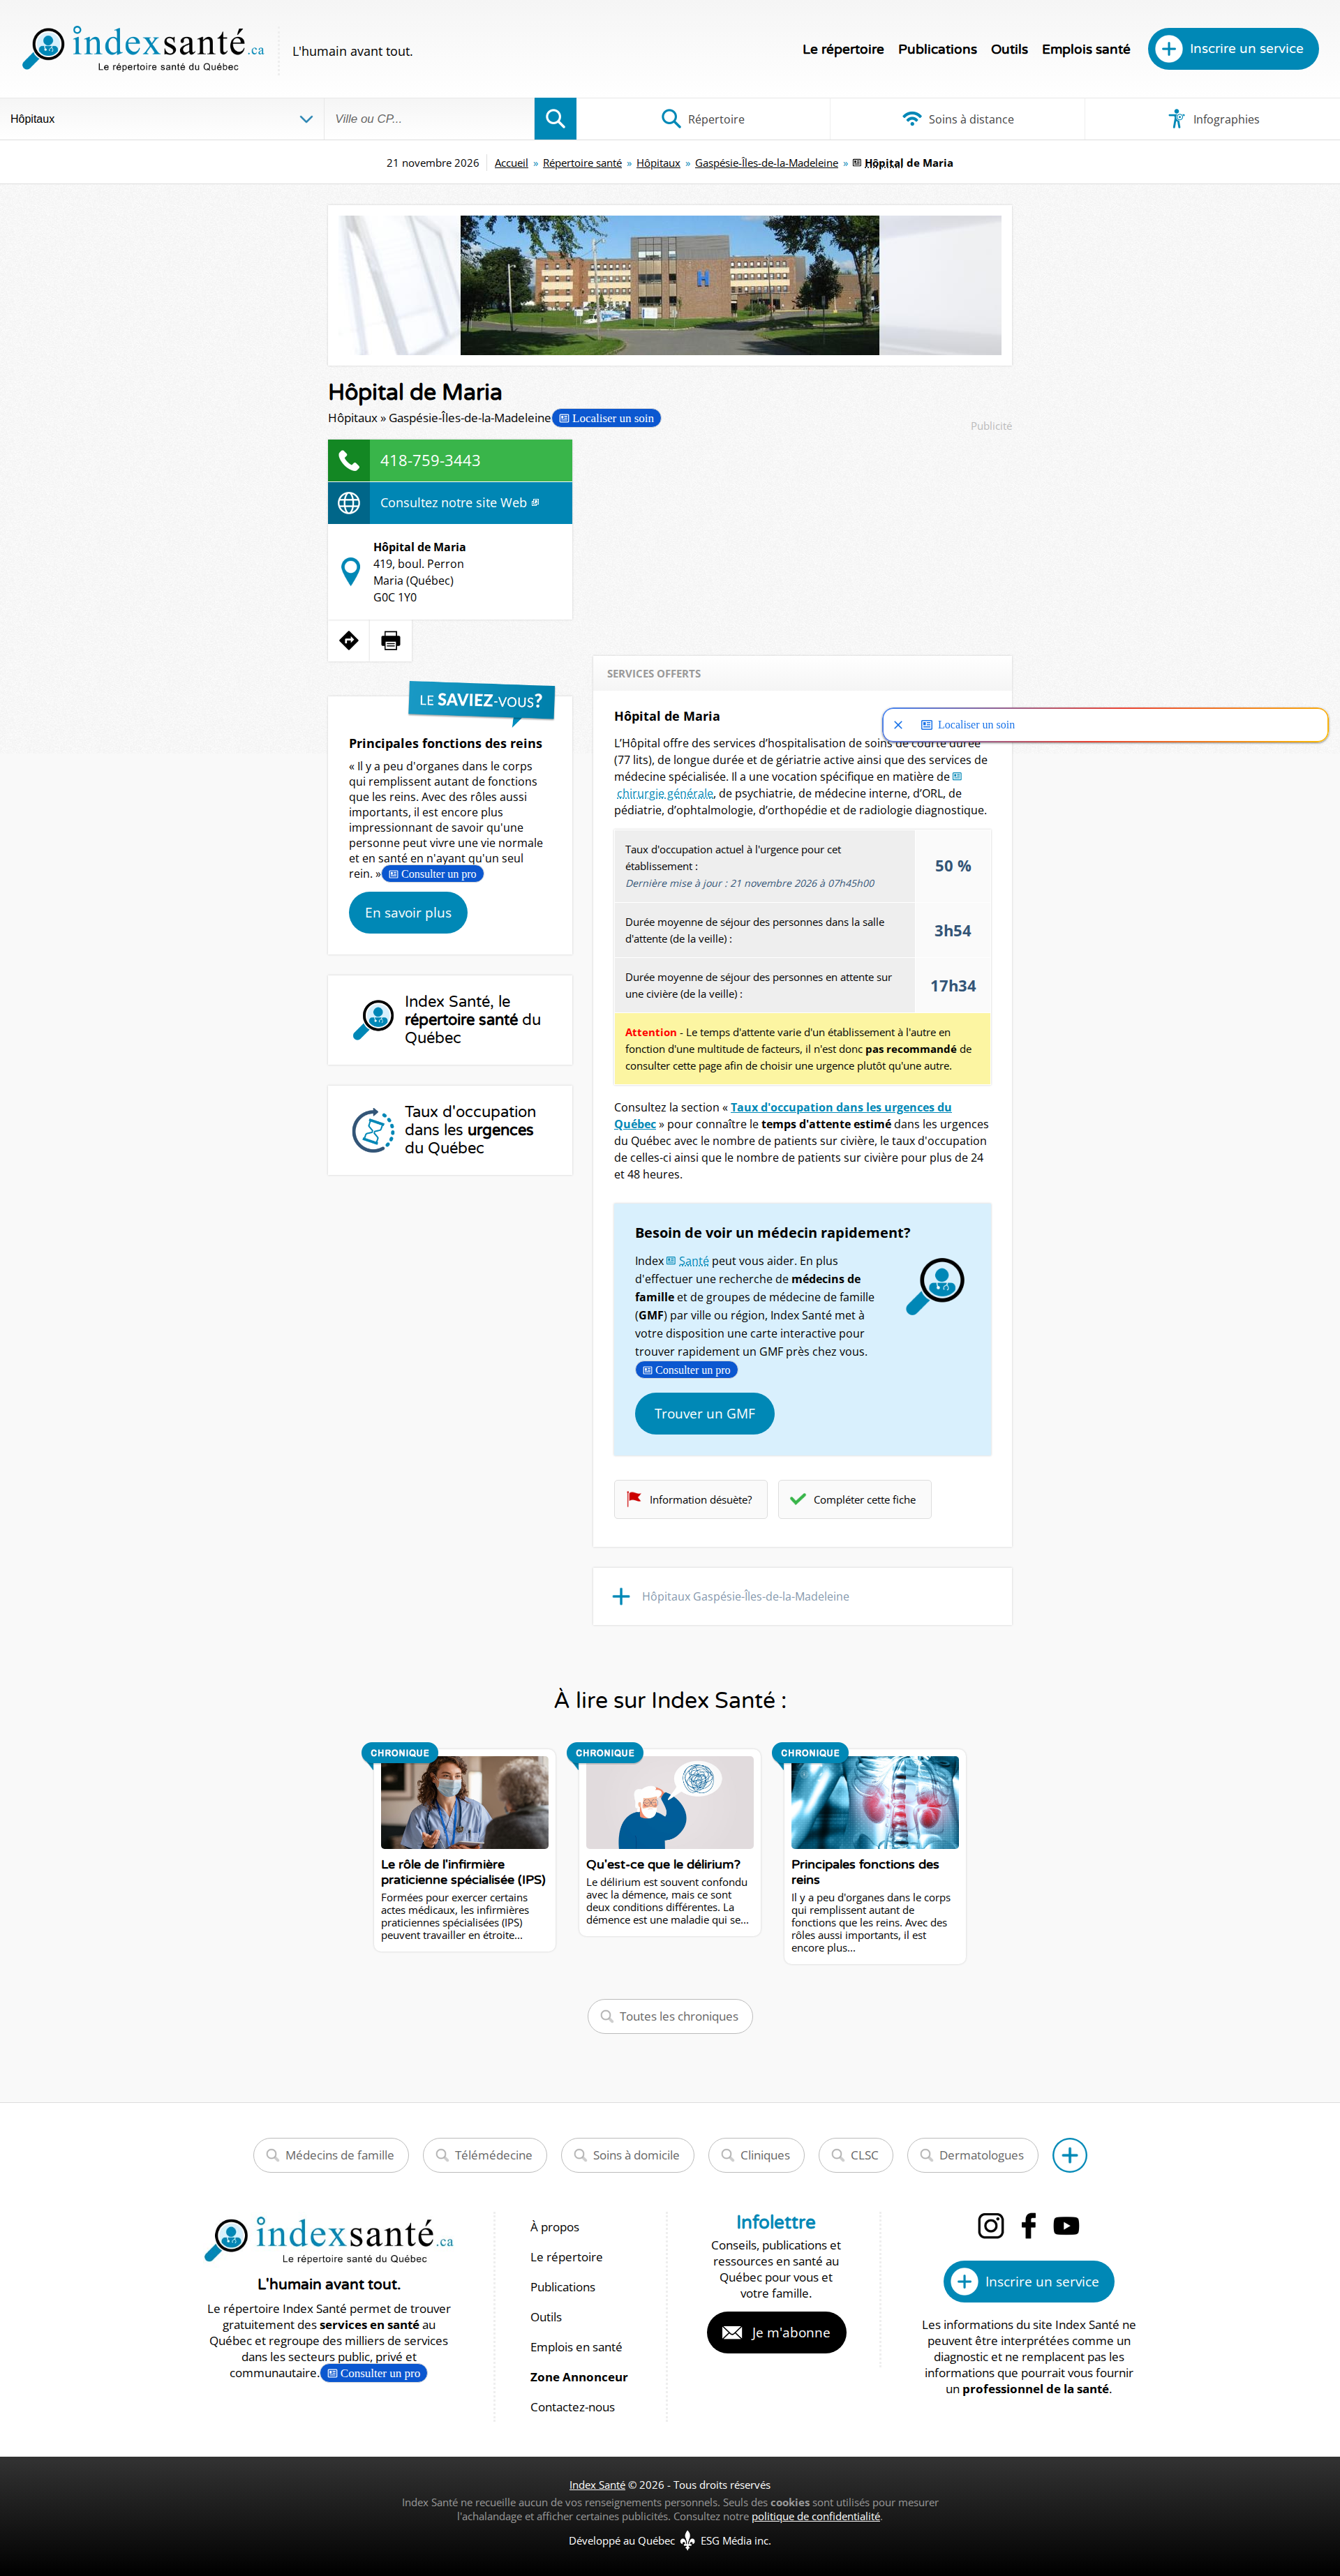 indexsanté.ca
Le répertoire santé du Québec
L'humain avant tout.
Le répertoire
Publications
Outils
Emplois santé
Inscrire un service
Hôpitaux
Ville ou CP...
Répertoire
Soins à distance
Infographies
21 novembre 2026
Accueil » Répertoire santé » Hôpitaux » Gaspésie-Îles-de-la-Madeleine » Hôpital de Maria
H
Hôpital de Maria
Hôpitaux » Gaspésie-Îles-de-la-Madeleine
Localiser un soin
Publicité
418-759-3443
Consultez notre site Web
Hôpital de Maria
419, boul. Perron
Maria (Québec)
G0C 1Y0
LE SAVIEZ-VOUS?
Principales fonctions des reins
« Il y a peu d'organes dans le corps
qui remplissent autant de fonctions
que les reins. Avec des rôles aussi
importants, il est encore plus
impressionnant de savoir qu'une
personne peut vivre une vie normale
et en santé en n'ayant qu'un seul
rein. »
Consulter un pro
En savoir plus
Index Santé, le
répertoire santé du
Québec
Taux d'occupation
dans les urgences
du Québec
SERVICES OFFERTS
Hôpital de Maria
Localiser un soin
L'Hôpital offre des services d'hospitalisation de soins de courte durée
(77 lits), de longue durée et de gériatrie active ainsi que des services de
médecine spécialisée. Il a une vocation spécifique en matière de
chirurgie générale, de psychiatrie, de médecine interne, d'ORL, de
pédiatrie, d'ophtalmologie, d'orthopédie et de radiologie diagnostique.
Taux d'occupation actuel à l'urgence pour cet
établissement :
Dernière mise à jour : 21 novembre 2026 à 07h45h00
50 %
Durée moyenne de séjour des personnes dans la salle
d'attente (de la veille) :
3h54
Durée moyenne de séjour des personnes en attente sur
une civière (de la veille) :
17h34
Attention - Le temps d'attente varie d'un établissement à l'autre en
fonction d'une multitude de facteurs, il n'est donc pas recommandé de
consulter cette page afin de choisir une urgence plutôt qu'une autre.
Consultez la section « Taux d'occupation dans les urgences du
Québec » pour connaître le temps d'attente estimé dans les urgences
du Québec avec le nombre de patients sur civière, le taux d'occupation
de celles-ci ainsi que le nombre de patients sur civière pour plus de 24
et 48 heures.
Besoin de voir un médecin rapidement?
Index Santé peut vous aider. En plus
d'effectuer une recherche de médecins de
famille et de groupes de médecine de famille
(GMF) par ville ou région, Index Santé met à
votre disposition une carte interactive pour
trouver rapidement un GMF près chez vous.
Consulter un pro
Trouver un GMF
Information désuète?
Compléter cette fiche
Hôpitaux Gaspésie-Îles-de-la-Madeleine
À lire sur Index Santé :
CHRONIQUE
Le rôle de l'infirmière
praticienne spécialisée (IPS)
Formées pour exercer certains
actes médicaux, les infirmières
praticiennes spécialisées (IPS)
peuvent travailler en étroite...
CHRONIQUE
Qu'est-ce que le délirium?
Le délirium est souvent confondu
avec la démence, mais ce sont
deux conditions différentes. La
démence est une maladie qui se...
CHRONIQUE
Principales fonctions des
reins
Il y a peu d'organes dans le corps
qui remplissent autant de
fonctions que les reins. Avec des
rôles aussi importants, il est
encore plus...
Toutes les chroniques
Médecins de famille
Télémédecine
Soins à domicile
Cliniques
CLSC
Dermatologues
indexsanté.ca
Le répertoire santé du Québec
L'humain avant tout.
Le répertoire Index Santé permet de trouver
gratuitement des services en santé au
Québec et regroupe des milliers de services
dans les secteurs public, privé et
communautaire.
Consulter un pro
À propos
Le répertoire
Publications
Outils
Emplois en santé
Zone Annonceur
Contactez-nous
Infolettre
Conseils, publications et
ressources en santé au
Québec pour vous et
votre famille.
Je m'abonne
Inscrire un service
Les informations du site Index Santé ne
peuvent être interprétées comme un
diagnostic et ne remplacent pas les
informations que pourrait vous fournir
un professionnel de la santé.
Index Santé © 2026 - Tous droits réservés
Index Santé ne recueille aucun de vos renseignements personnels. Seuls des cookies sont utilisés pour mesurer
l'achalandage et afficher certaines publicités. Consultez notre politique de confidentialité.
Développé au Québec
ESG Média inc.